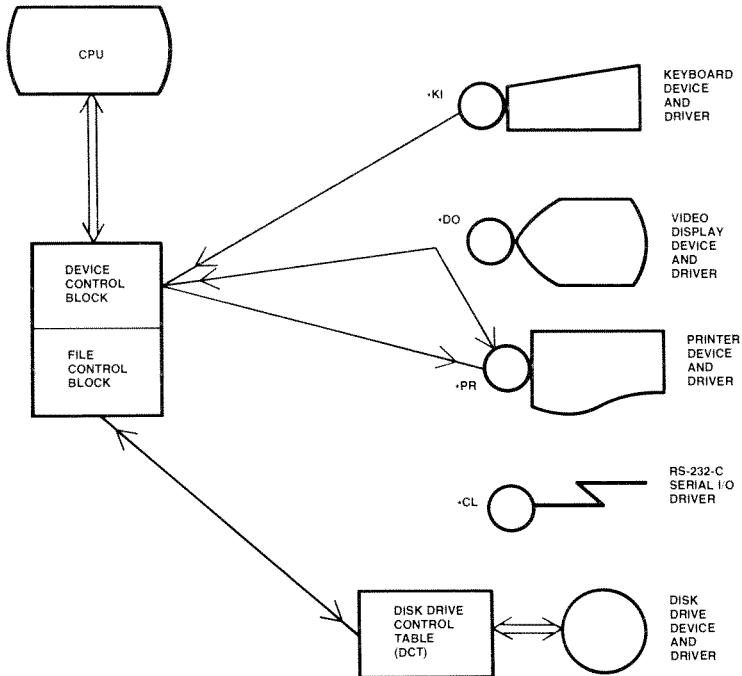 CPU
*KI
KEYBOARD
DEVICE
AND
DRIVER
*DO
VIDEO
DISPLAY
DEVICE
AND
DRIVER
DEVICE
CONTROL
BLOCK
FILE
CONTROL
BLOCK
*PR
PRINTER
DEVICE
AND
DRIVER
*CL
RS-232-C
SERIAL I/O
DRIVER
DISK DRIVE
CONTROL
TABLE
(DCT)
DISK
DRIVE
DEVICE
AND
DRIVER